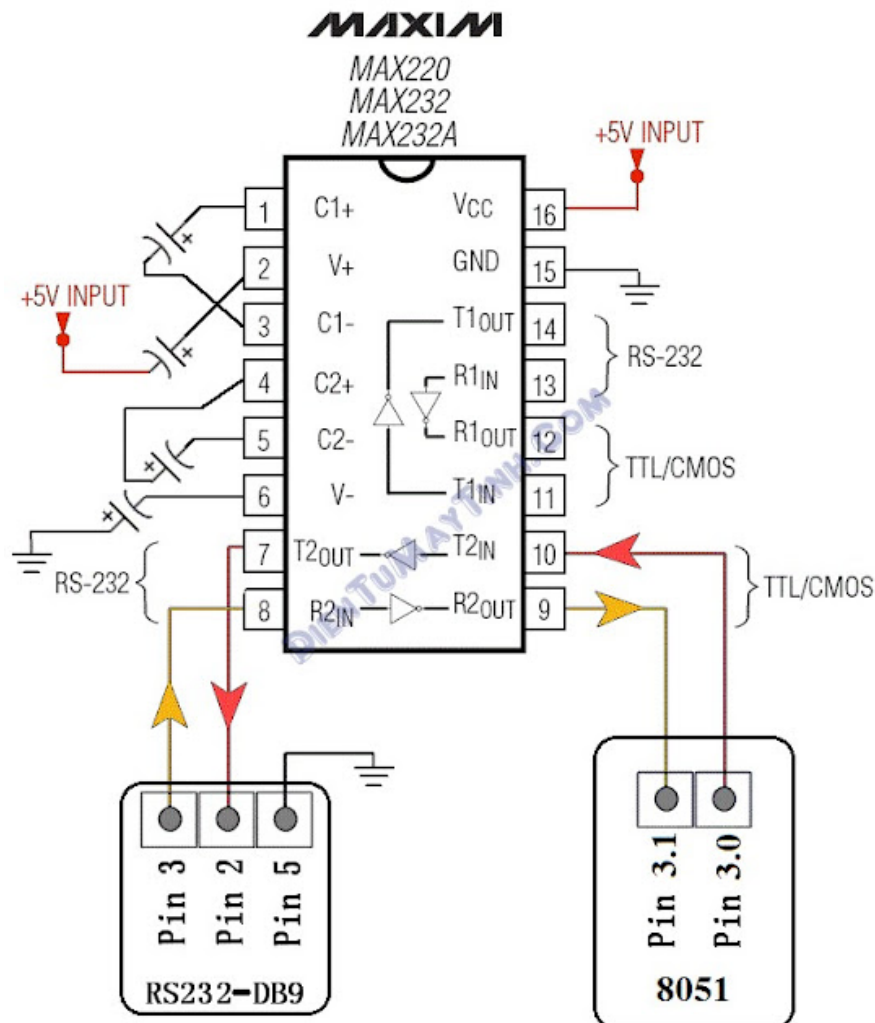 MAXIM
MAX220
MAX232
MAX232A
+5V INPUT
1 C1+ VCC 16
2 V+ GND 15
+5V INPUT
3 C1- T1OUT 14
RS-232
4 C2+ R1IN 13
5 C2- R1OUT 12
TTL/CMOS
6 V- T1IN 11
7 T2OUT T2IN 10
RS-232
TTL/CMOS
8 R2IN R2OUT 9
DIENTUMAYTINH.COM
Pin 3
Pin 2
Pin 5
RS232-DB9
Pin 3.1
Pin 3.0
8051